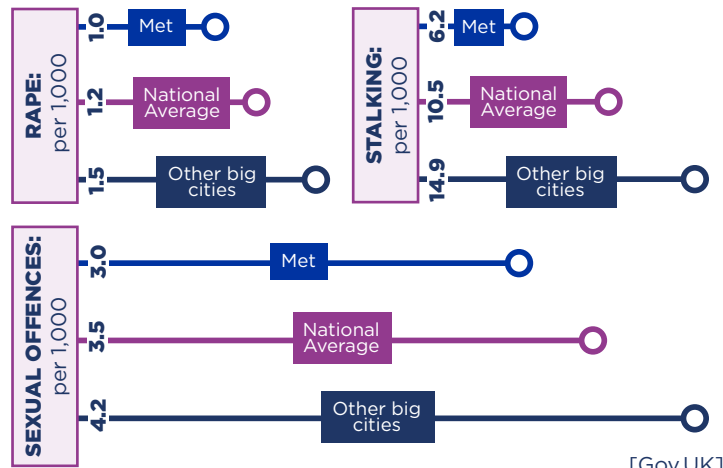 RAPE:
per 1,000
1.0
Met
1.2
National
Average
1.5
Other big
cities
STALKING:
per 1,000
6.2
Met
10.5
National
Average
14.9
Other big
cities
SEXUAL OFFENCES:
per 1,000
3.0
Met
3.5
National
Average
4.2
Other big
cities
[Gov.UK]